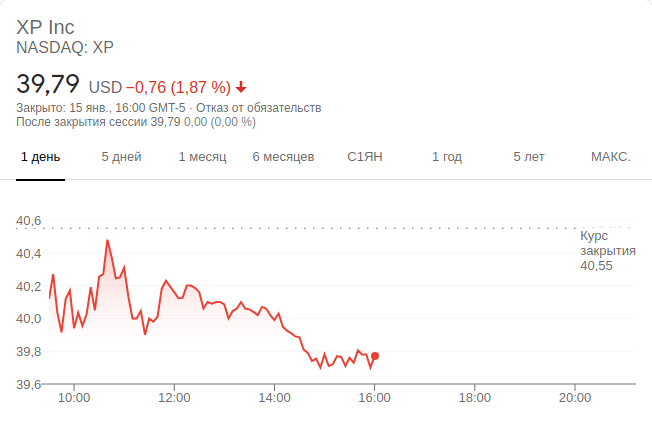 XP Inc
NASDAQ: XP
39,79 USD −0,76 (1,87 %)
Закрыто: 15 янв., 16:00 GMT-5 · Отказ от обязательств
После закрытия сессии 39,79 0,00 (0,00 %)
1 день 5 дней 1 месяц 6 месяцев С1ЯН 1 год 5 лет МАКС.
40,6
Курс
закрытия
40,55
40,4
40,2
40,0
39,8
39,6
10:00 12:00 14:00 16:00 18:00 20:00